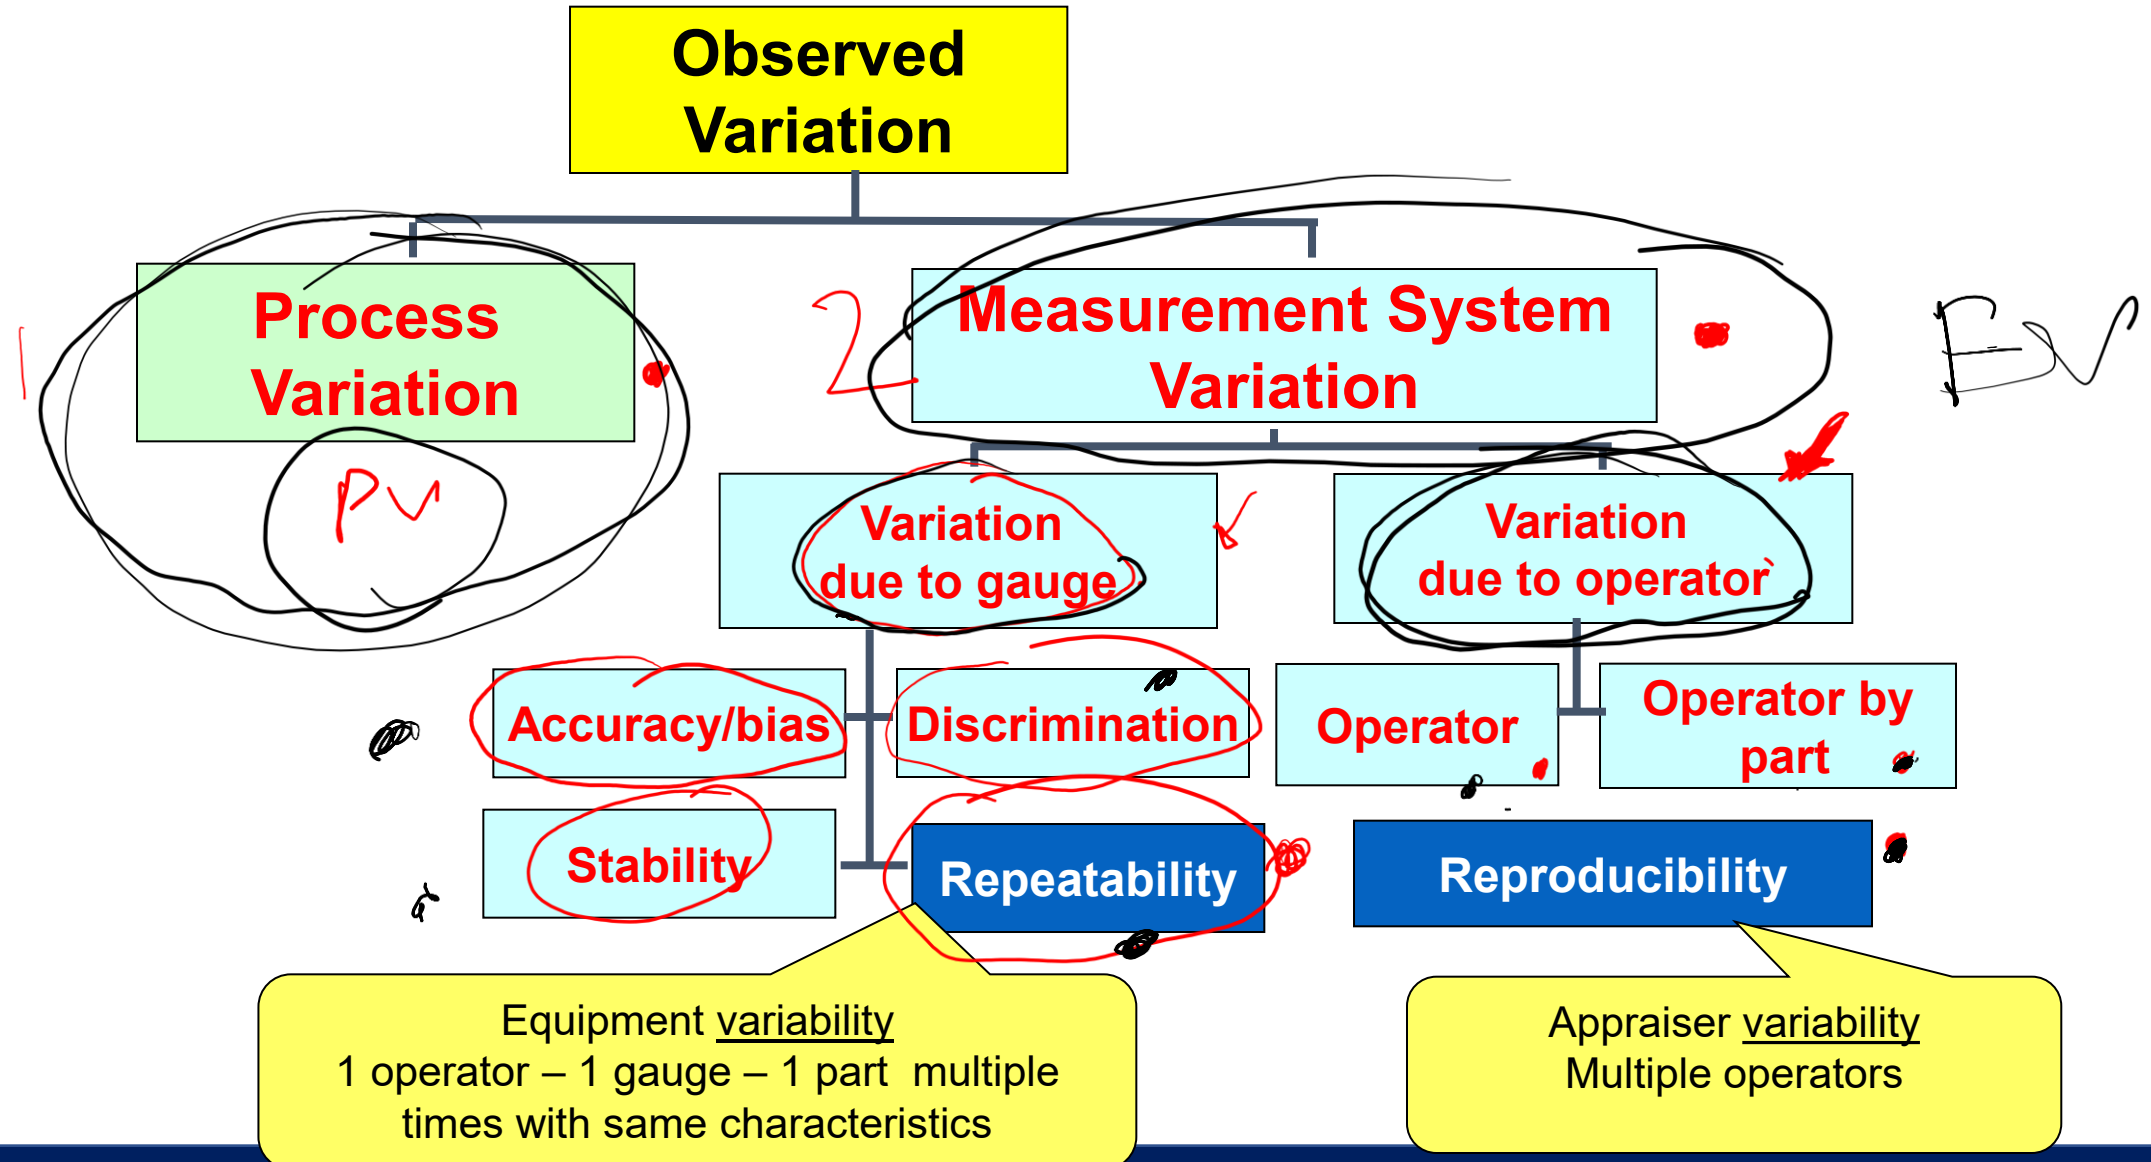 Observed
Variation
1
Process
Variation
2
Measurement System
Variation
EV
PV
Variation
due to gauge
Variation
due to operator
Accuracy/bias
Discrimination
Operator
Operator by
part
Stability
Repeatability
Reproducibility
Equipment variability
1 operator – 1 gauge – 1 part multiple
times with same characteristics
Appraiser variability
Multiple operators